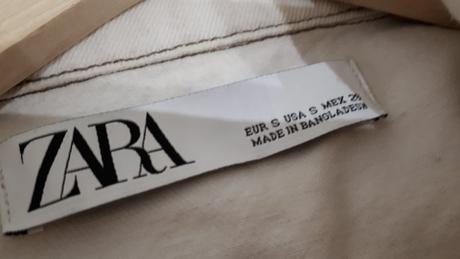 ZARA
EUR S USA S MEX 26
MADE IN BANGLADESH